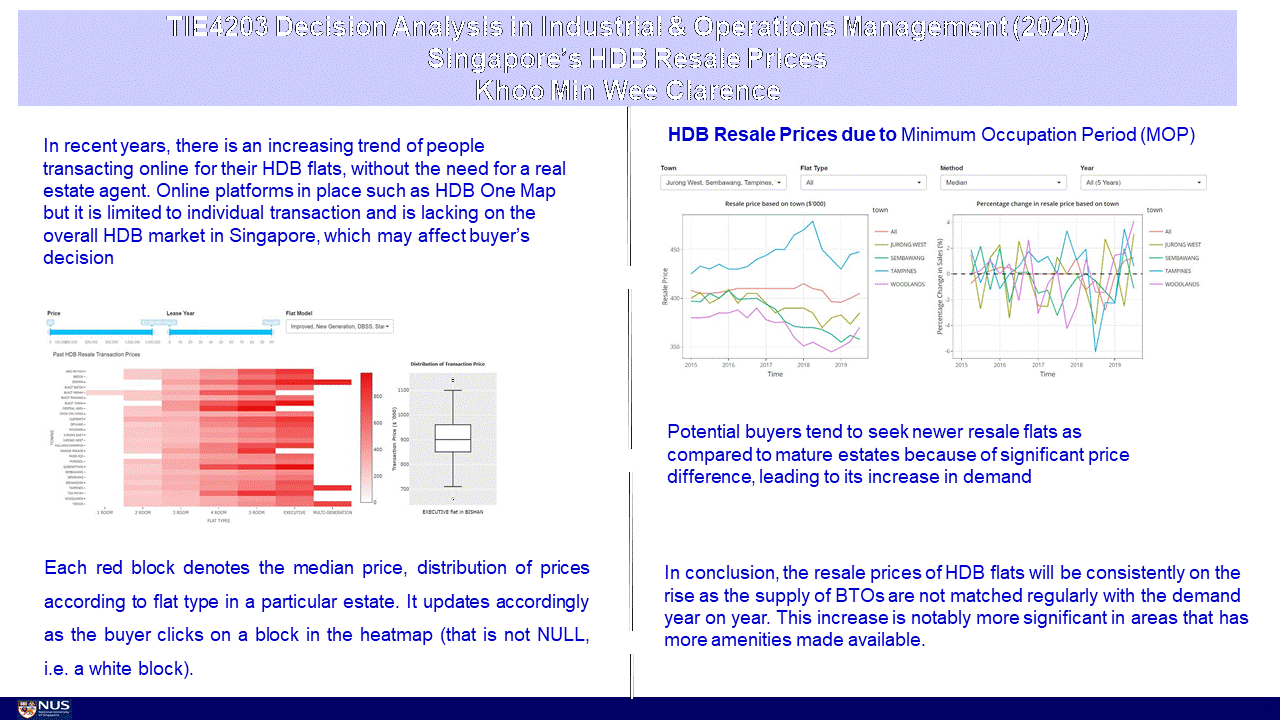 TIE4203 Decision Analysis in Industrial & Operations Management (2020)
Singapore's HDB Resale Prices
Khoo Min Wee Clarence
In recent years, there is an increasing trend of people
transacting online for their HDB flats, without the need for a real
estate agent. Online platforms in place such as HDB One Map
but it is limited to individual transaction and is lacking on the
overall HDB market in Singapore, which may affect buyer's
decision
Price
Lease Year
Flat Model
Improved, New Generation, DBSS, Star
Past HDB Resale Transaction Prices
TOWNS
1 ROOM
2 ROOM
3 ROOM
4 ROOM
5 ROOM
EXECUTIVE
MULTI-GENERATION
FLAT TYPES
800
600
400
200
0
Distribution of Transaction Price
Transaction Price ($ '000)
1100
1000
900
800
700
EXECUTIVE flat in BISHAN
Each red block denotes the median price, distribution of prices
according to flat type in a particular estate. It updates accordingly
as the buyer clicks on a block in the heatmap (that is not NULL,
i.e. a white block).
HDB Resale Prices due to Minimum Occupation Period (MOP)
Town
Flat Type
Method
Year
Jurong West, Sembawang, Tampines,
All
Median
All (5 Years)
Resale price based on town ($'000)
Resale Price
450
400
350
2015 2016 2017 2018 2019
Time
town
All
JURONG WEST
SEMBAWANG
TAMPINES
WOODLANDS
Percentage change in resale price based on town
Percentage Change in Sales (%)
4
2
0
-2
-4
-6
2015 2016 2017 2018 2019
Time
town
All
JURONG WEST
SEMBAWANG
TAMPINES
WOODLANDS
Potential buyers tend to seek newer resale flats as
compared to mature estates because of significant price
difference, leading to its increase in demand
In conclusion, the resale prices of HDB flats will be consistently on the
rise as the supply of BTOs are not matched regularly with the demand
year on year. This increase is notably more significant in areas that has
more amenities made available.
NUS
National University
of Singapore